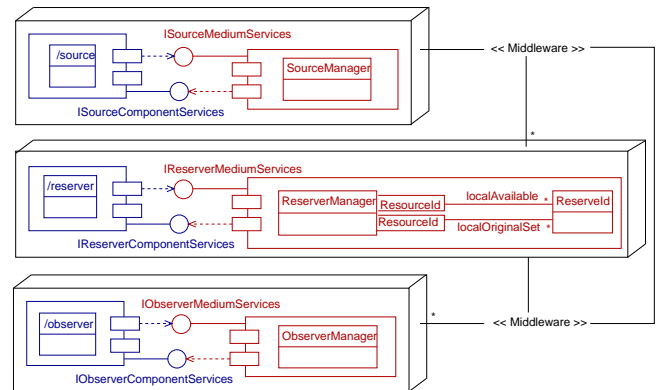 ISourceMediumServices
/source
SourceManager
<< Middleware >>
ISourceComponentServices
*
IReserverMediumServices
/reserver
ReserverManager
ResourceId
localAvailable
*
ReserveId
ResourceId
localOriginalSet
*
IReserverComponentServices
IObserverMediumServices
*
/observer
ObserverManager
<< Middleware >>
IObserverComponentServices